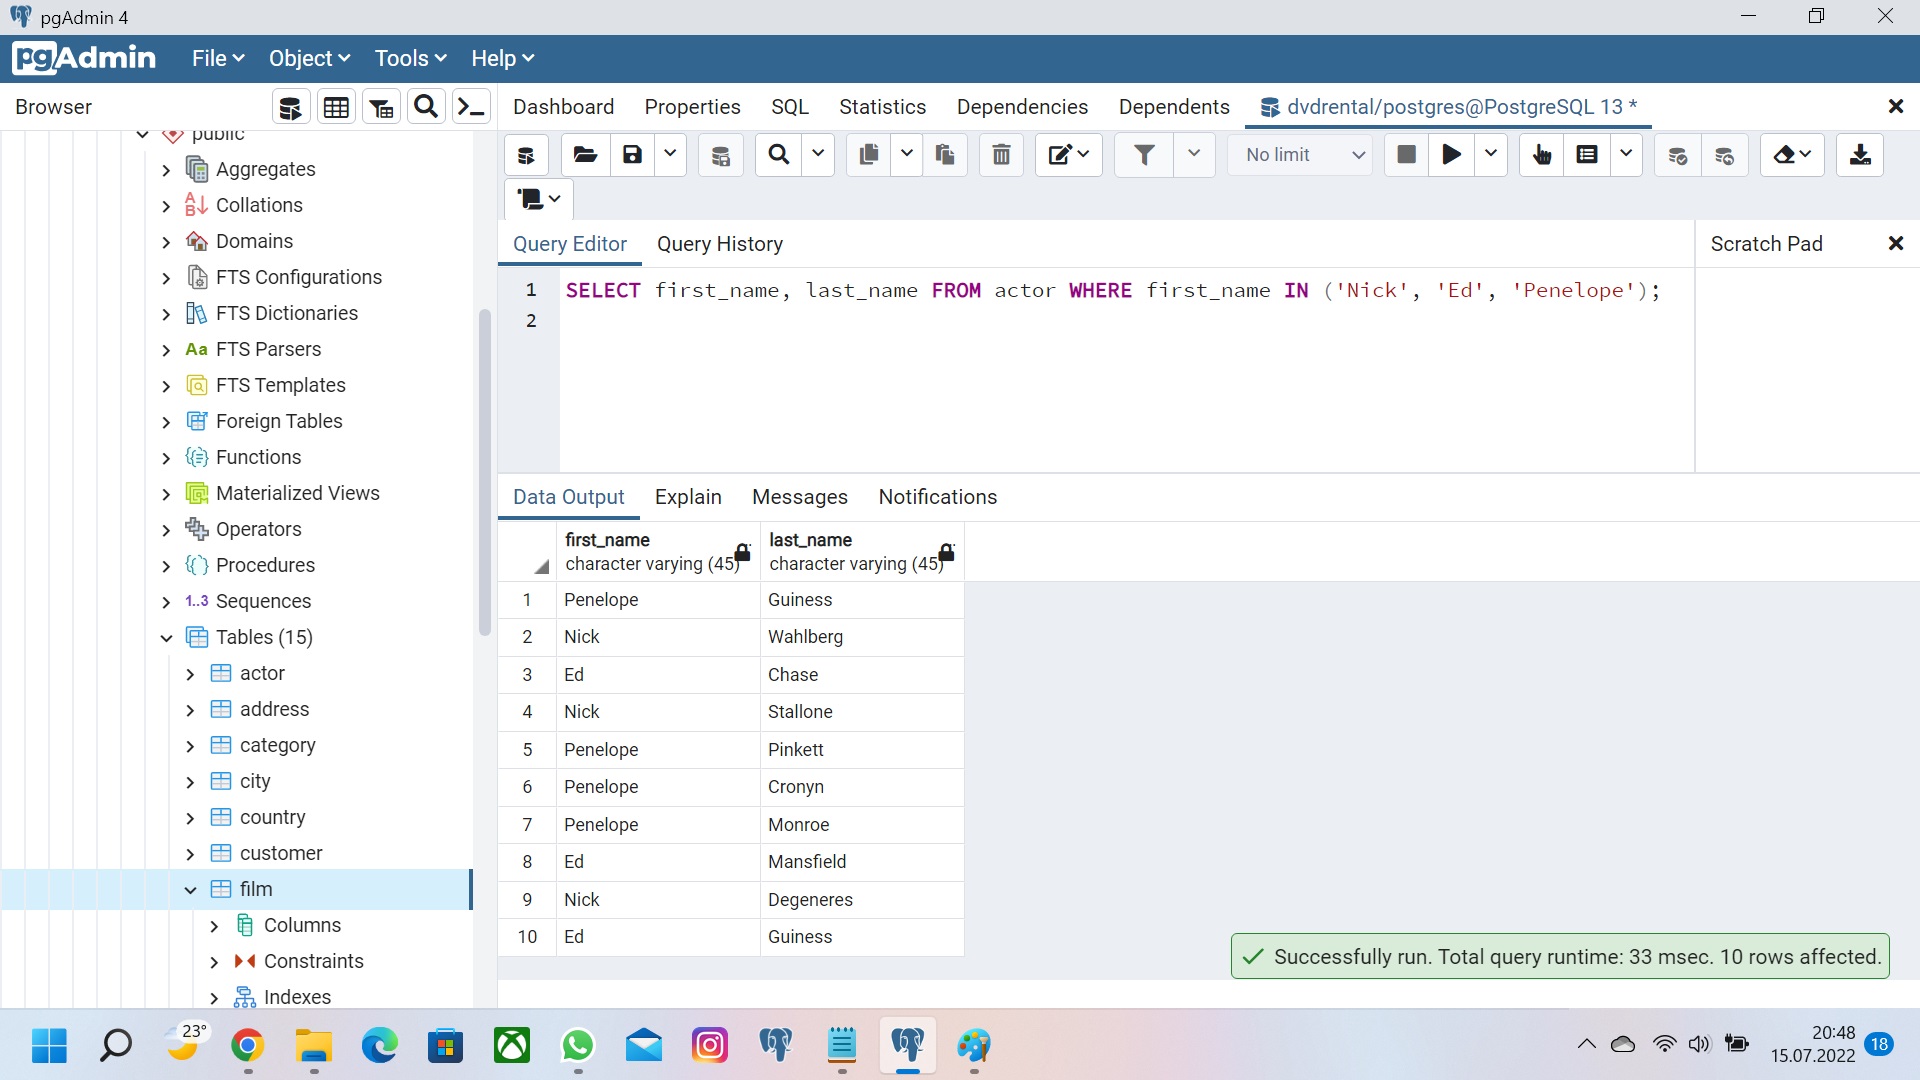 pgAdmin 4
pgAdmin File Object Tools Help
Browser
Dashboard Properties SQL Statistics Dependencies Dependents dvdrental/postgres@PostgreSQL 13 *
No limit
public
Aggregates
Collations
Domains
FTS Configurations
FTS Dictionaries
Aa FTS Parsers
FTS Templates
Foreign Tables
Functions
Materialized Views
Operators
Procedures
1..3 Sequences
Tables (15)
actor
address
category
city
country
customer
film
Columns
Constraints
Indexes
Query Editor Query History
Scratch Pad
1 SELECT first_name, last_name FROM actor WHERE first_name IN ('Nick', 'Ed', 'Penelope');
2
Data Output Explain Messages Notifications
first_name last_name
character varying (45) character varying (45)
1 Penelope Guiness
2 Nick Wahlberg
3 Ed Chase
4 Nick Stallone
5 Penelope Pinkett
6 Penelope Cronyn
7 Penelope Monroe
8 Ed Mansfield
9 Nick Degeneres
10 Ed Guiness
Successfully run. Total query runtime: 33 msec. 10 rows affected.
23°
20:48
15.07.2022
18